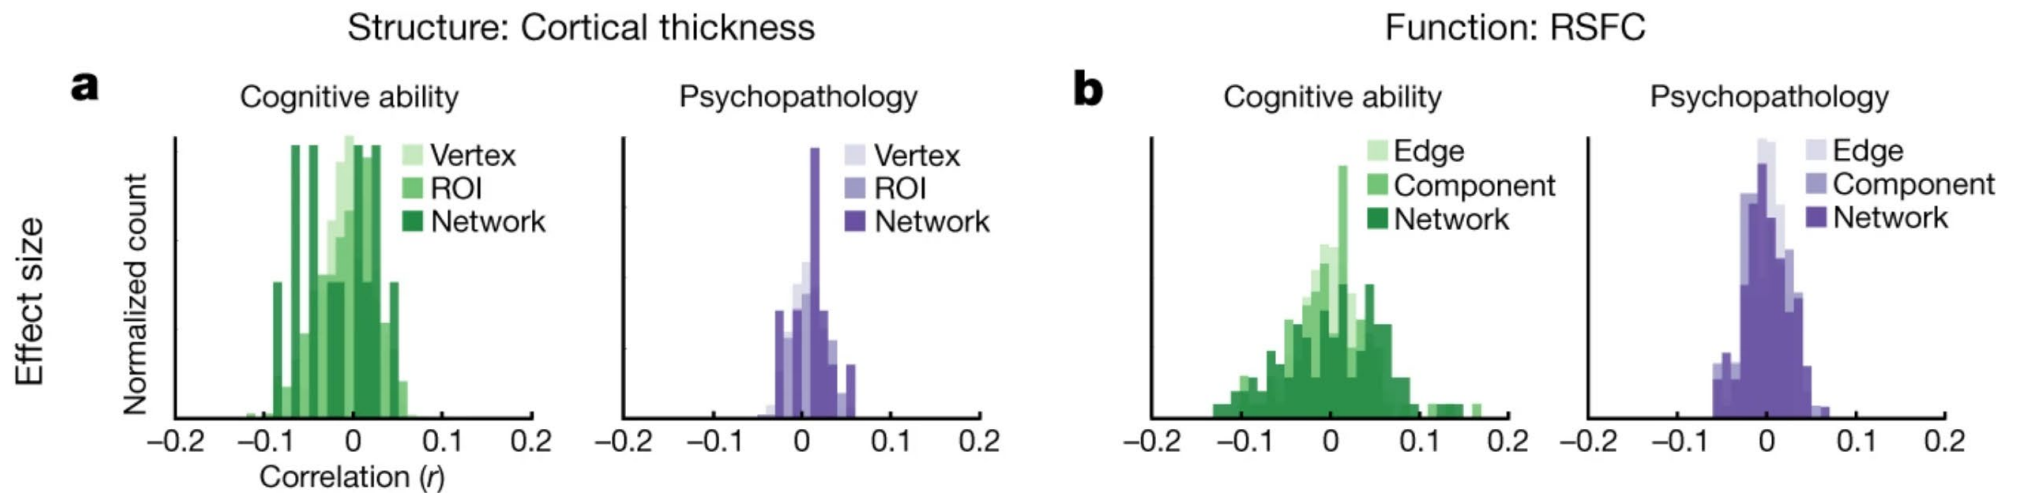 Structure: Cortical thickness
Function: RSFC
a
Cognitive ability
Psychopathology
b
Cognitive ability
Psychopathology
Effect size
Normalized count
Vertex
ROI
Network
Vertex
ROI
Network
Edge
Component
Network
Edge
Component
Network
–0.2 –0.1 0 0.1 0.2
–0.2 –0.1 0 0.1 0.2
–0.2 –0.1 0 0.1 0.2
–0.2 –0.1 0 0.1 0.2
Correlation (r)